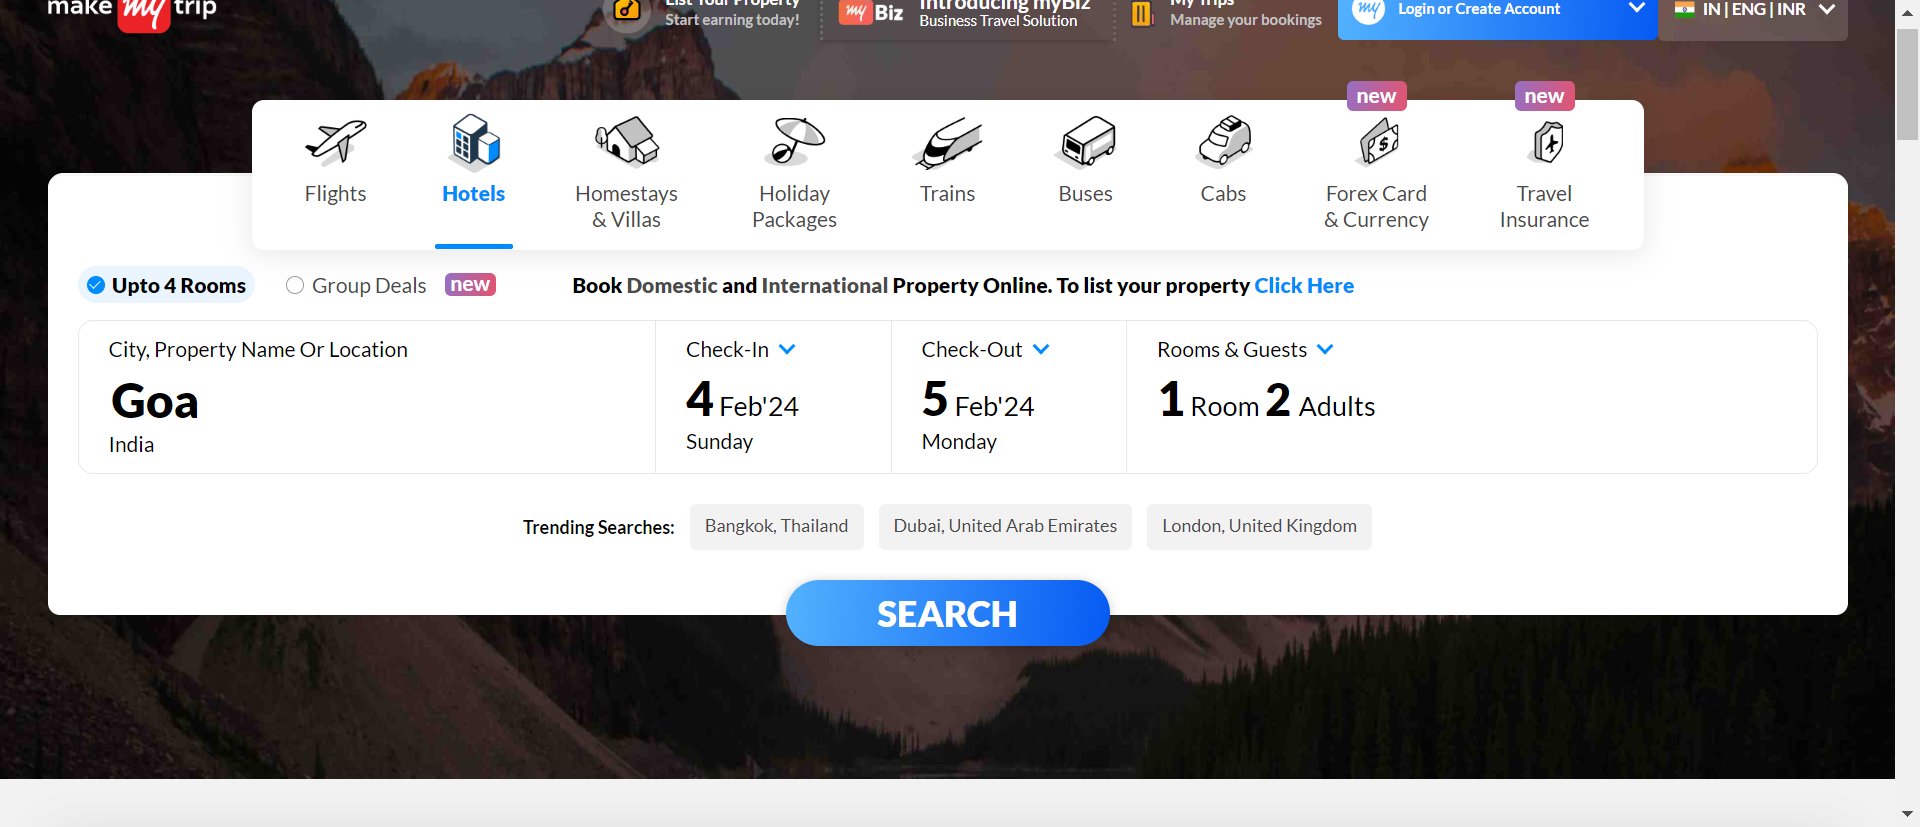 make my trip
List Your Property
Start earning today!
my Biz
Introducing myBiz
Business Travel Solution
My Trips
Manage your bookings
my
Login or Create Account
IN | ENG | INR
new
new
Flights
Hotels
Homestays
& Villas
Holiday
Packages
Trains
Buses
Cabs
Forex Card
& Currency
Travel
Insurance
Upto 4 Rooms
Group Deals
new
Book Domestic and International Property Online. To list your property Click Here
City, Property Name Or Location
Goa
India
Check-In
4 Feb'24
Sunday
Check-Out
5 Feb'24
Monday
Rooms & Guests
1 Room 2 Adults
Trending Searches:
Bangkok, Thailand
Dubai, United Arab Emirates
London, United Kingdom
SEARCH